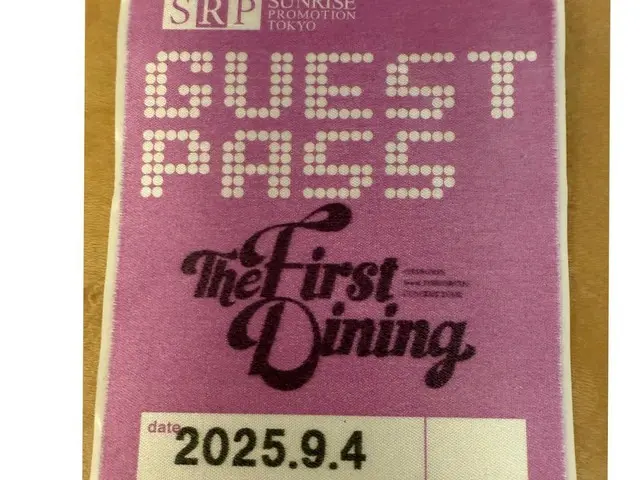 SRP SUNRISE
PROMOTION
TOKYO
GUEST
PASS
The First
Dining
date
2025.9.4